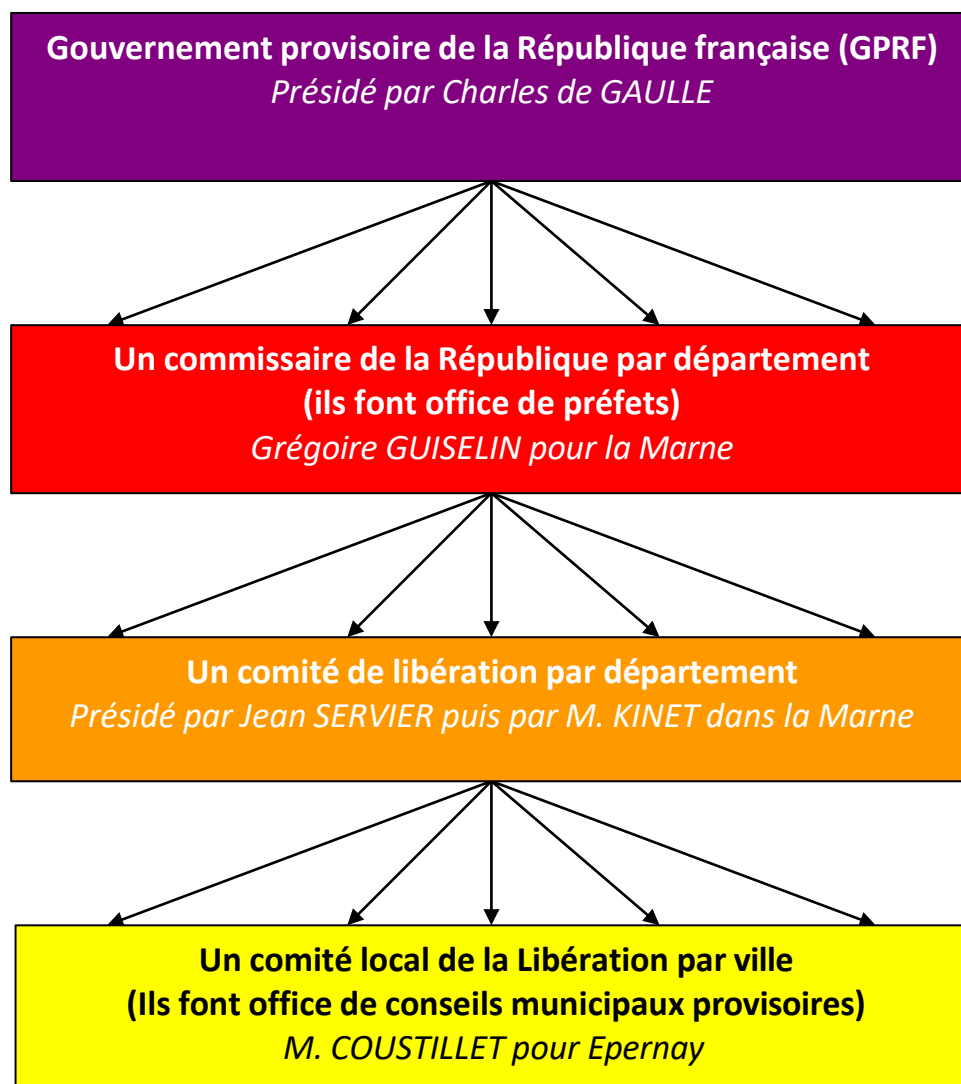 Gouvernement provisoire de la République française (GPRF)
Présidé par Charles de GAULLE
Un commissaire de la République par département
(ils font office de préfets)
Grégoire GUISELIN pour la Marne
Un comité de libération par département
Présidé par Jean SERVIER puis par M. KINET dans la Marne
Un comité local de la Libération par ville
(Ils font office de conseils municipaux provisoires)
M. COUSTILLET pour Epernay